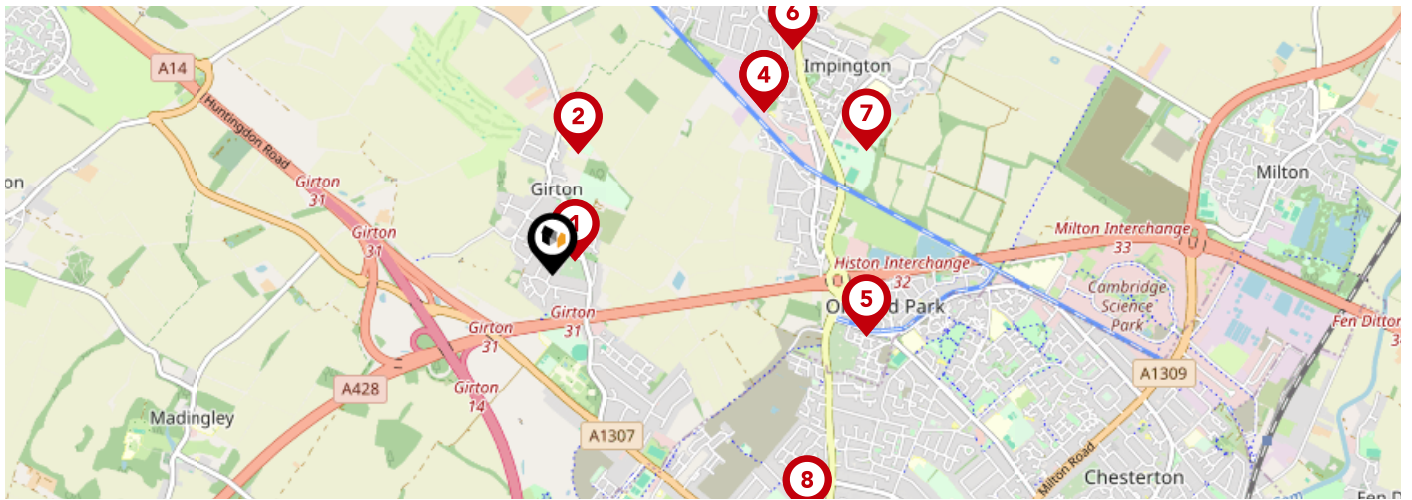 6
Impington
A14
4
Huntingdon Road
2
7
on
Girton
31
Girton
Milton
1
Girton
31
Milton Interchange
33
Histon Interchange
32
Cambridge
Science
Park
5
Girton
31
Girton
31
Fen Ditton
A428
Girton
14
A1309
Madingley
A1307
Milton Road
Chesterton
8